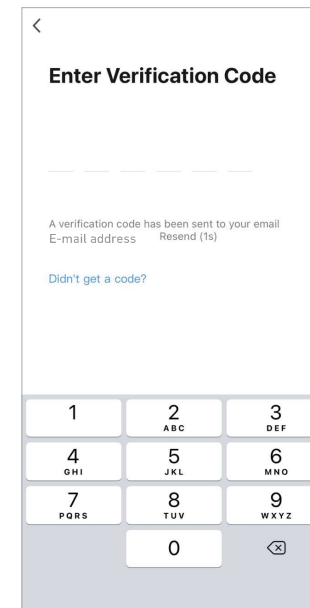 Enter Verification Code
A verification code has been sent to your email
E-mail address Resend (1s)
Didn't get a code?
1 2 3
ABC DEF
4 5 6
GHI JKL MNO
7 8 9
PQRS TUV WXYZ
0